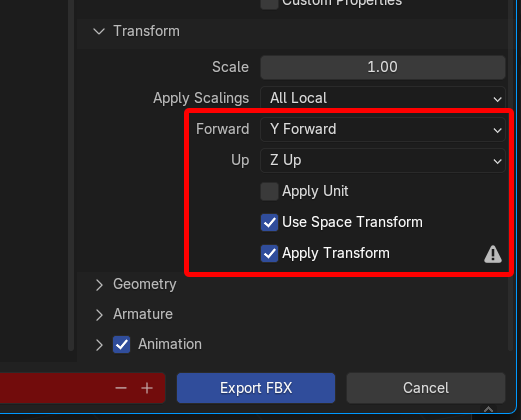 Custom Properties
Transform
Scale 1.00
Apply Scalings All Local
Forward Y Forward
Up Z Up
Apply Unit
Use Space Transform
Apply Transform
Geometry
Armature
Animation
Export FBX Cancel